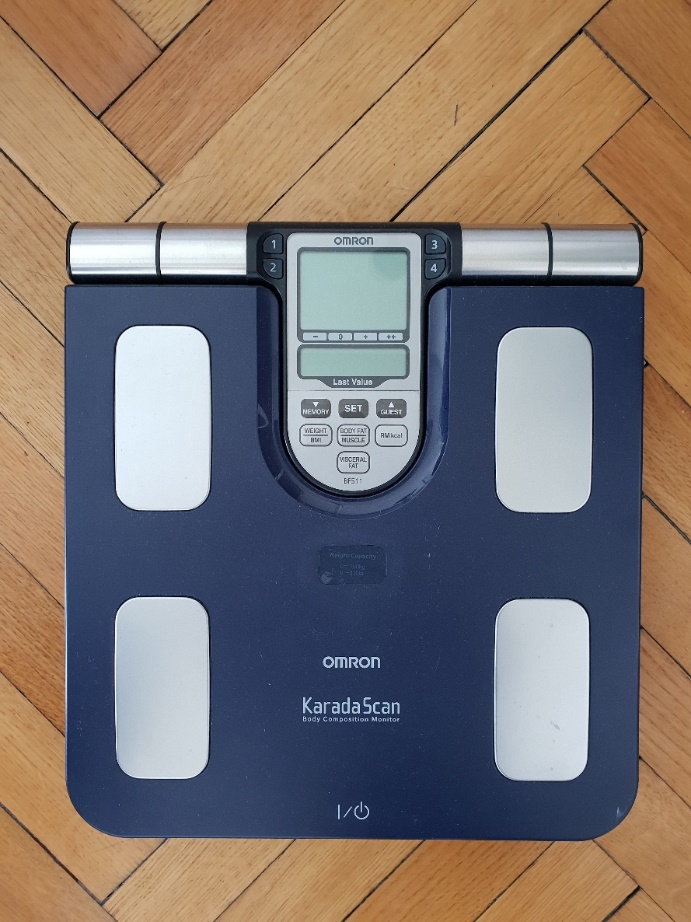 1
OMRON
3
2
4
− 0 + ++
Last Value
MEMORY
SET
GUEST
WEIGHT
BMI
BODY FAT
MUSCLE
RM kcal
VISCERAL
FAT
BF511
Weight Capacity
OMRON
KaradaScan
Body Composition Monitor